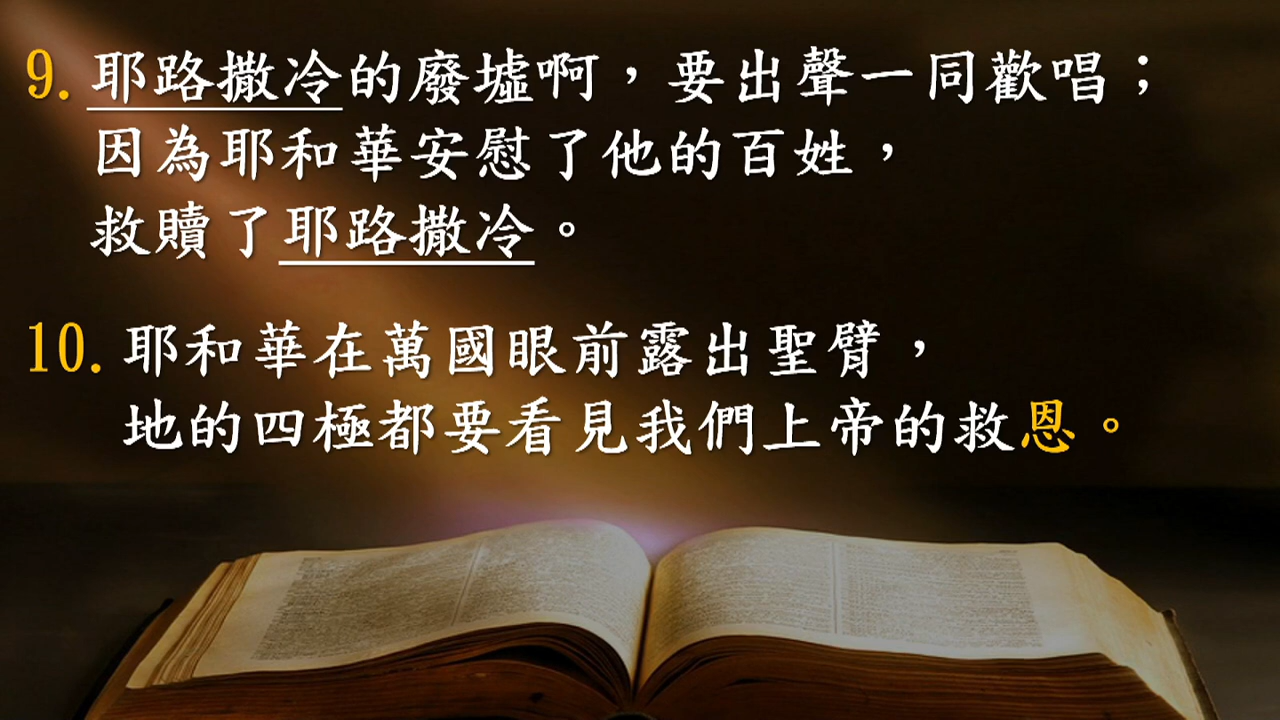 9. 耶路撒冷的廢墟啊，要出聲一同歡唱；
因為耶和華安慰了他的百姓，
救贖了耶路撒冷。
10. 耶和華在萬國眼前露出聖臂，
地的四極都要看見我們上帝的救恩。